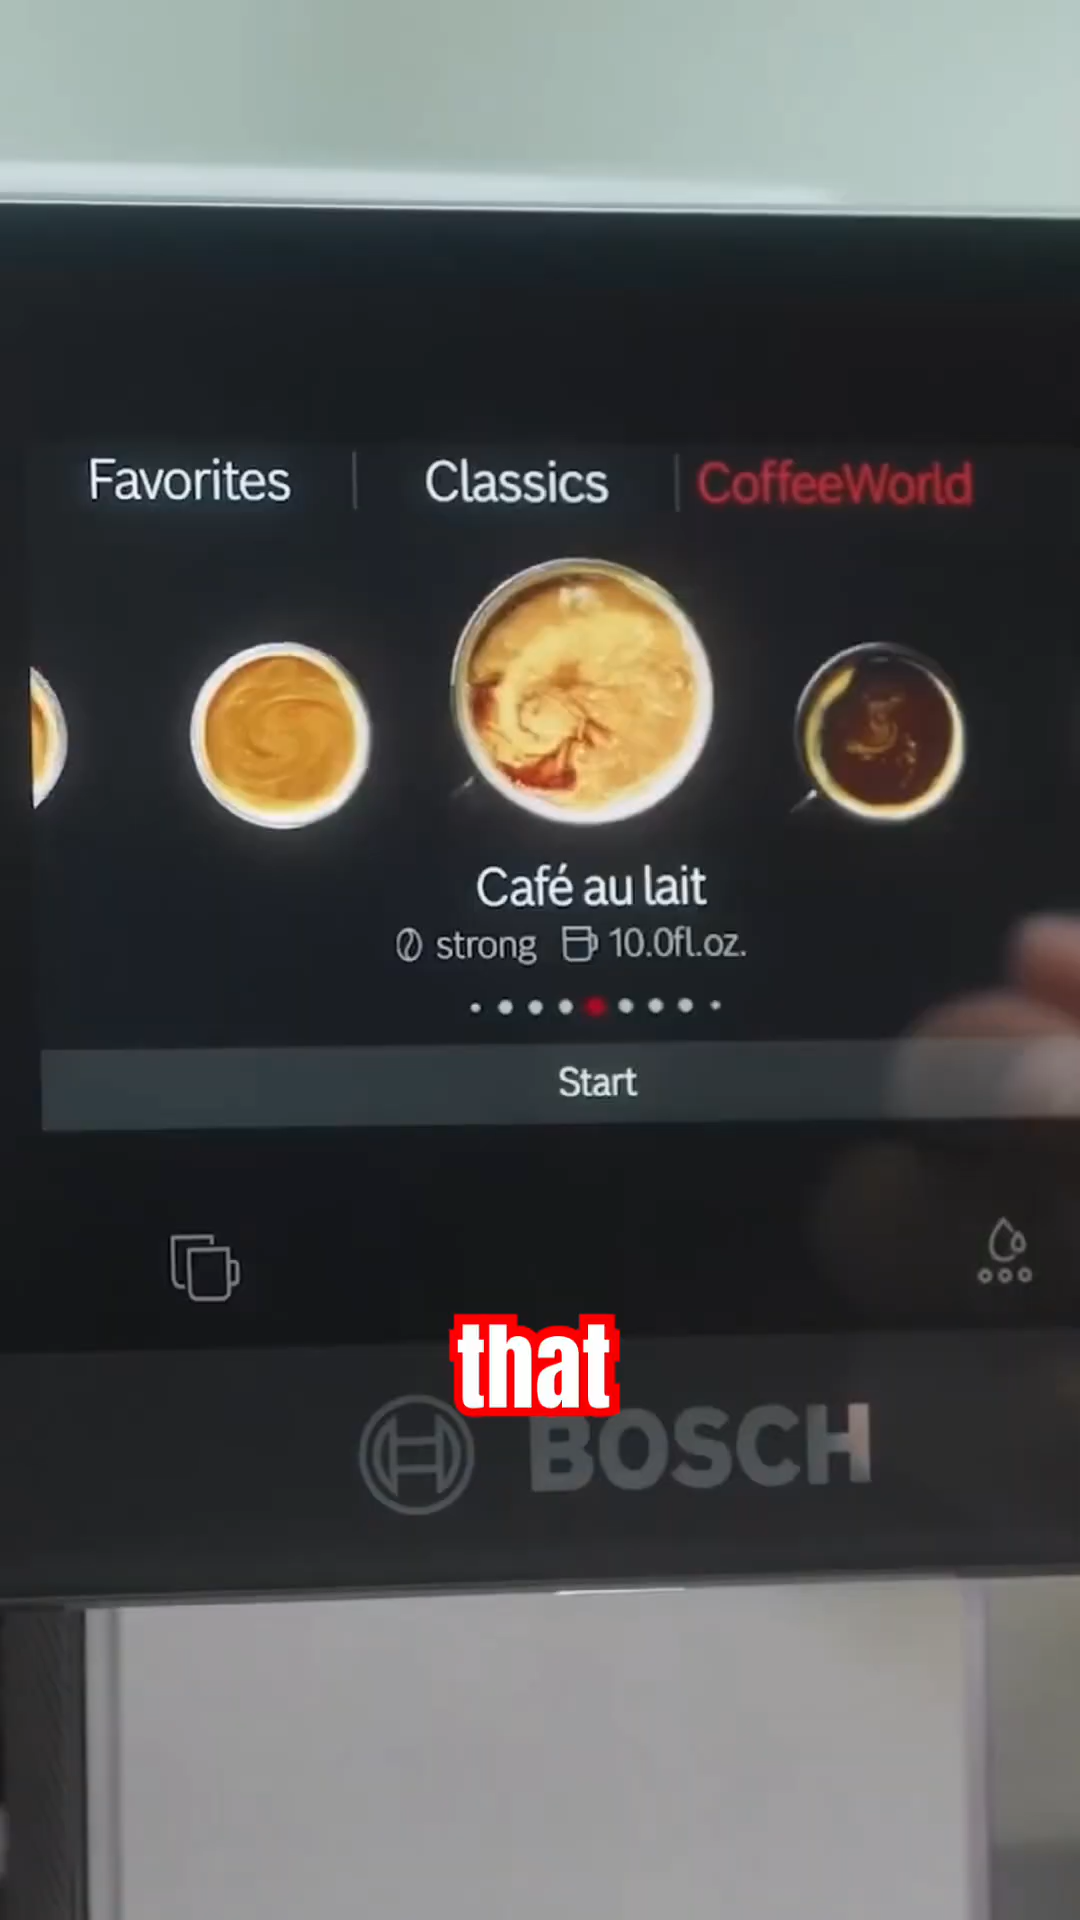 Favorites
Classics
CoffeeWorld
Café au lait
strong 10.0fl.oz.
Start
that
BOSCH